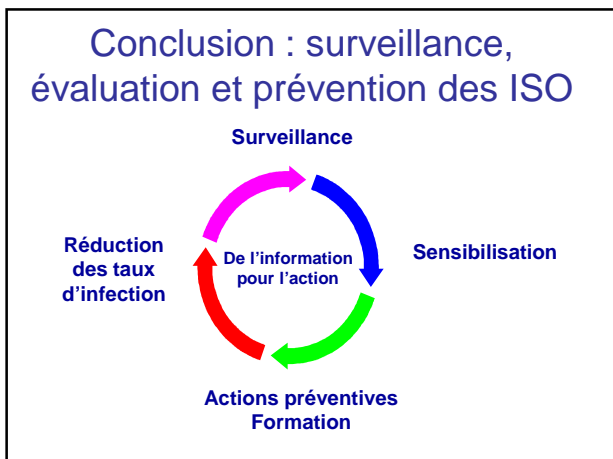 Conclusion : surveillance,
évaluation et prévention des ISO
Surveillance
Réduction
des taux
d’infection
De l’information
pour l’action
Sensibilisation
Actions préventives
Formation